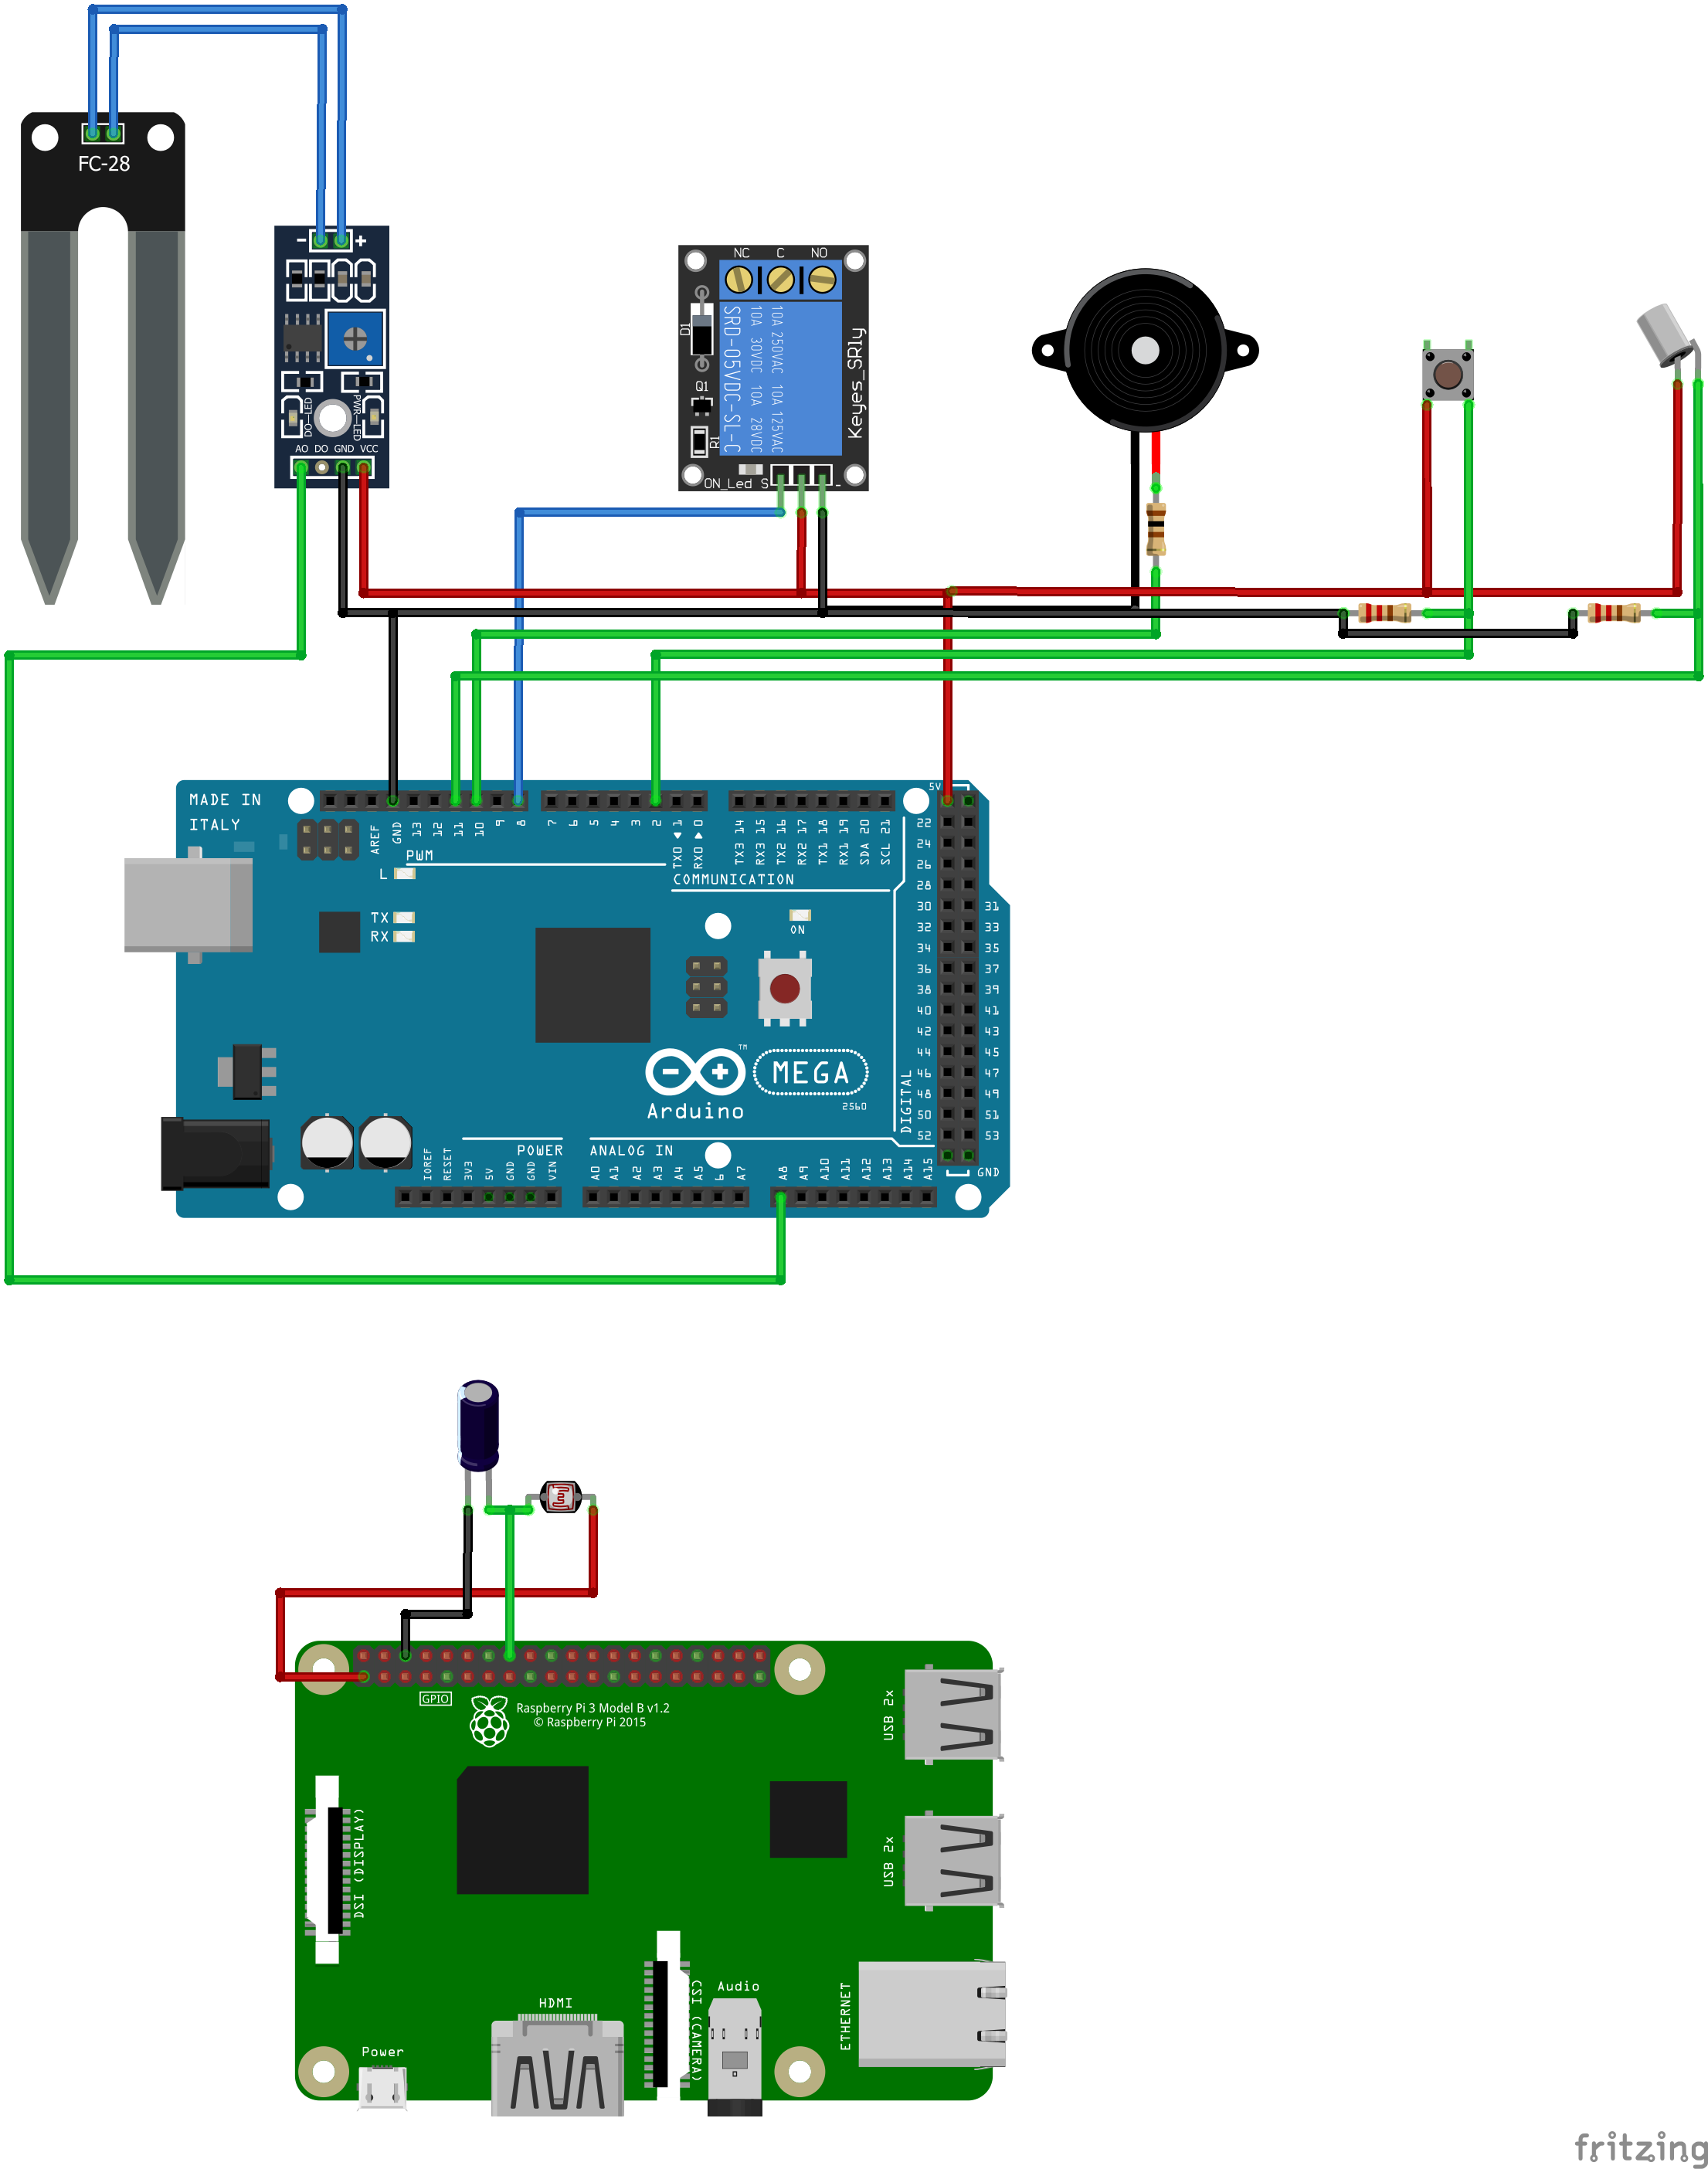 FC-28
- +
DO-LED
PWR-LED
AO DO GND VCC
NC C NO
D1
SRD-05VDC-SL-C
10A 30VDC 10A 28VDC
10A 250VAC 10A 125VAC
Keyes_SRly
Q1
R1
ON_Led S -
MADE IN
ITALY
AREF
GND
13
12
11
10
9
8
7
6
5
4
3
2
TX0 1
RX0 0
TX3 14
RX3 15
TX2 16
RX2 17
TX1 18
RX1 19
SDA 20
SCL 21
PWM
COMMUNICATION
L
TX
RX
ON
5V
22
24
26
28
30 31
32 33
34 35
36 37
38 39
40 41
42 43
44 45
46 47
48 49
50 51
52 53
GND
DIGITAL
TM
MEGA
2560
Arduino
POWER
ANALOG IN
IOREF
RESET
3V3
5V
GND
GND
VIN
A0
A1
A2
A3
A4
A5
6
A7
A8
A9
A10
A11
A12
A13
A14
A15
GPIO
Raspberry Pi 3 Model B v1.2
© Raspberry Pi 2015
USB 2x
USB 2x
DSI (DISPLAY)
CSI (CAMERA)
Audio
ETHERNET
HDMI
Power
fritzing